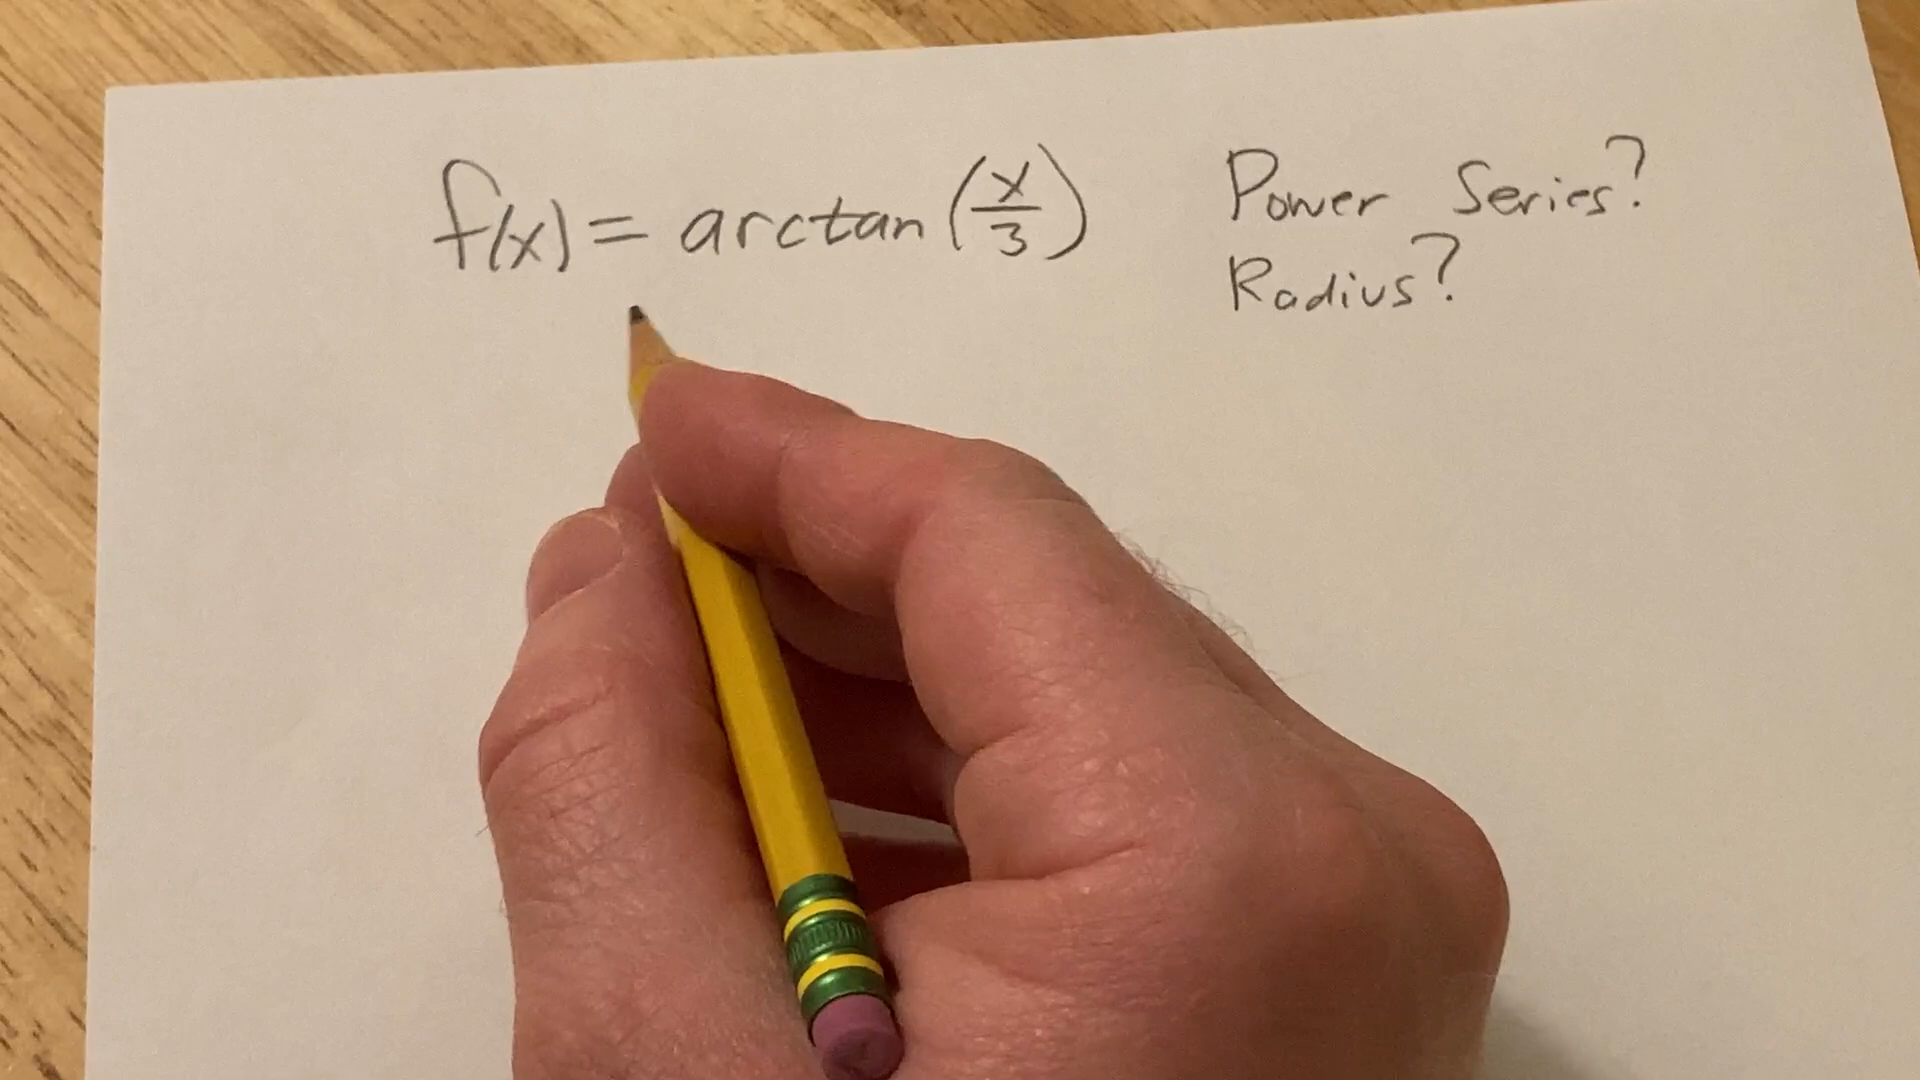 f(x) = arctan(x/3)
Power Series?
Radius?